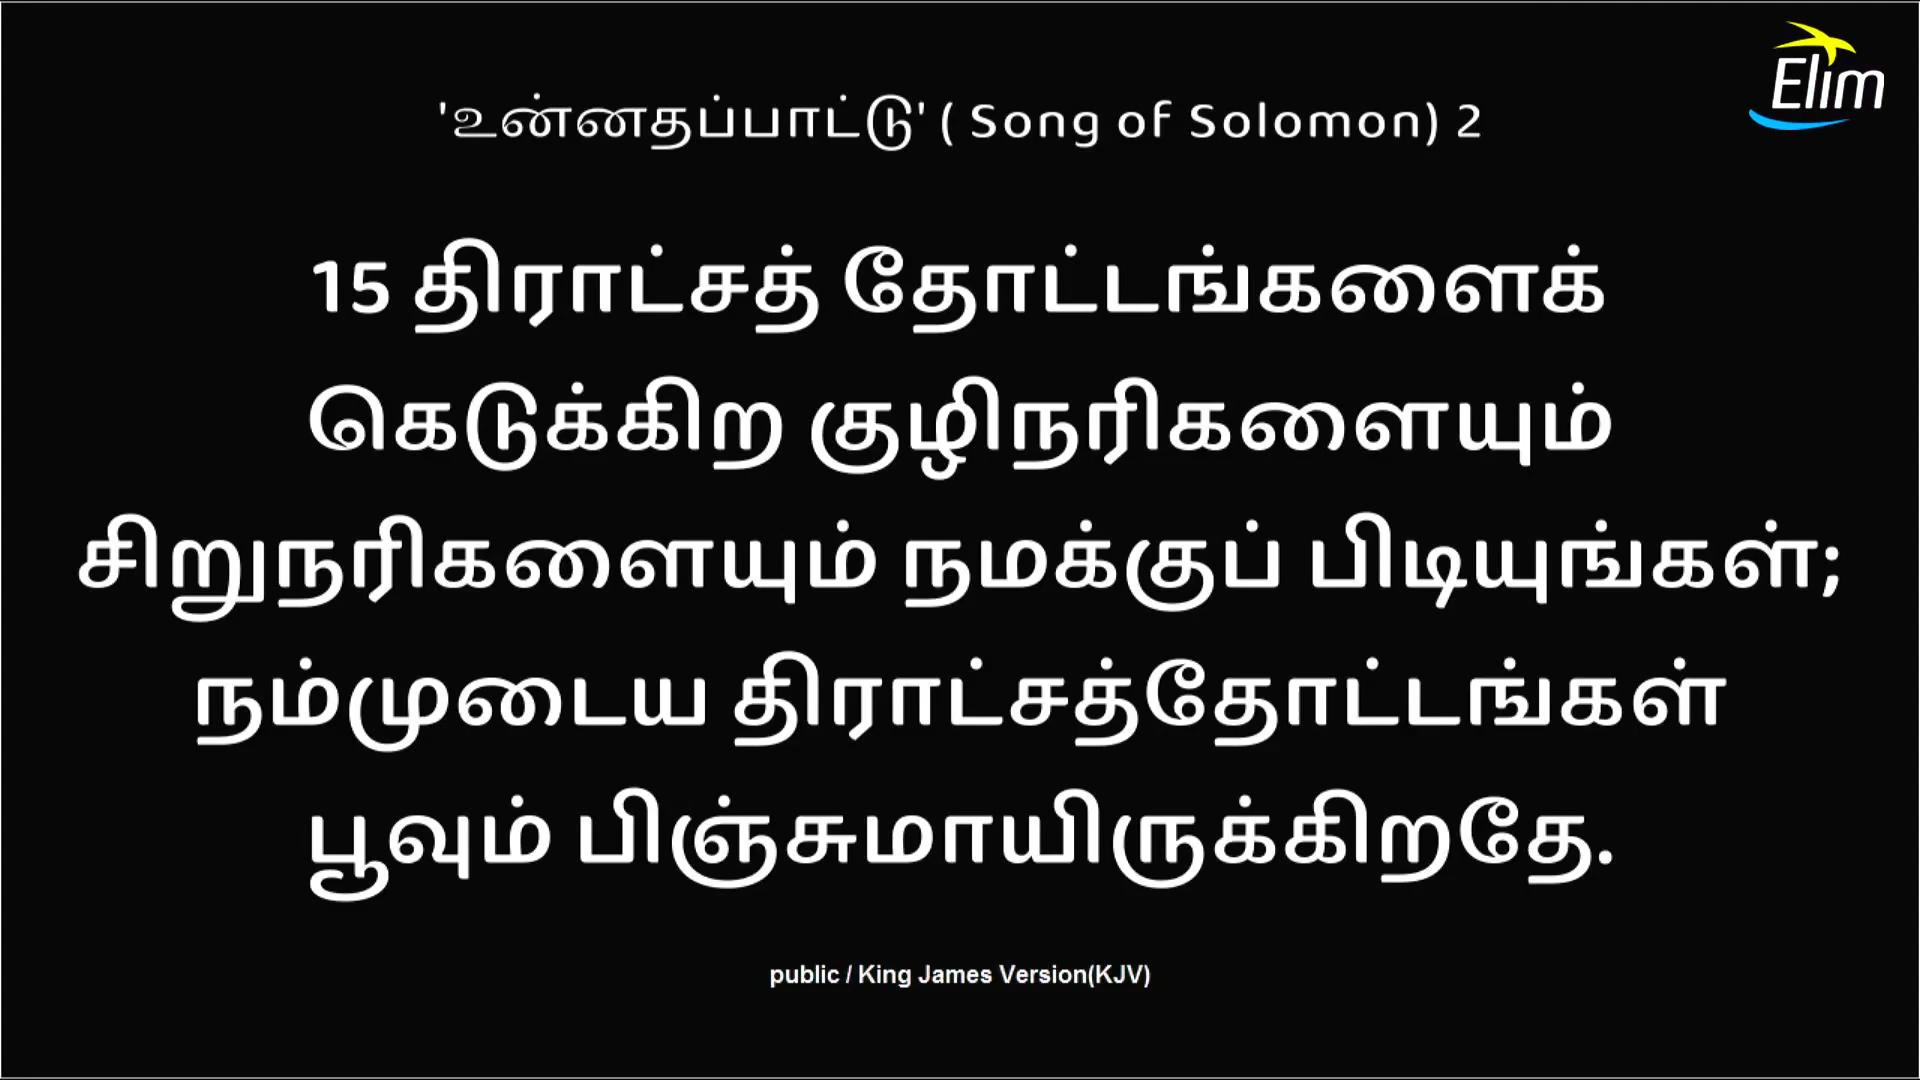 Elim
'உன்னதப்பாட்டு' ( Song of Solomon) 2
15 திராட்சத் தோட்டங்களைக்
கெடுக்கிற குழிநரிகளையும்
சிறுநரிகளையும் நமக்குப் பிடியுங்கள்;
நம்முடைய திராட்சத்தோட்டங்கள்
பூவும் பிஞ்சுமாயிருக்கிறதே.
public / King James Version(KJV)